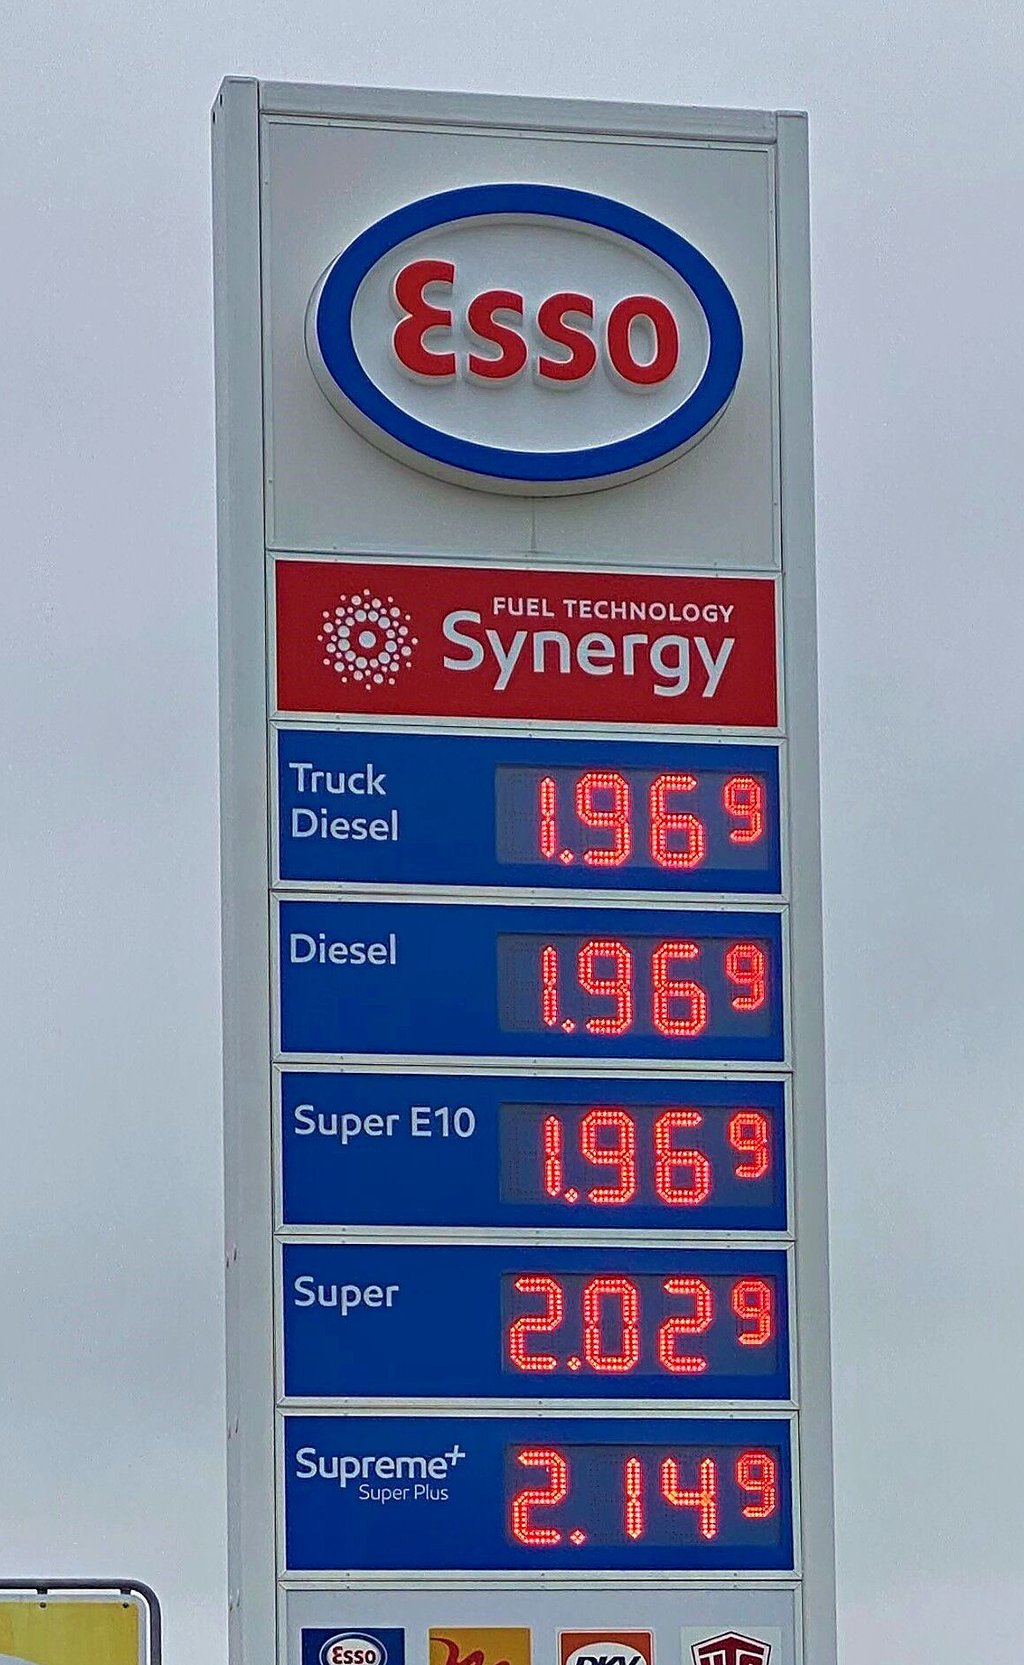 Esso
FUEL TECHNOLOGY
Synergy
Truck
Diesel
1.96⁹
Diesel
1.96⁹
Super E10
1.96⁹
Super
2.02⁹
Supreme+
Super Plus
2.14⁹
Esso
DKV